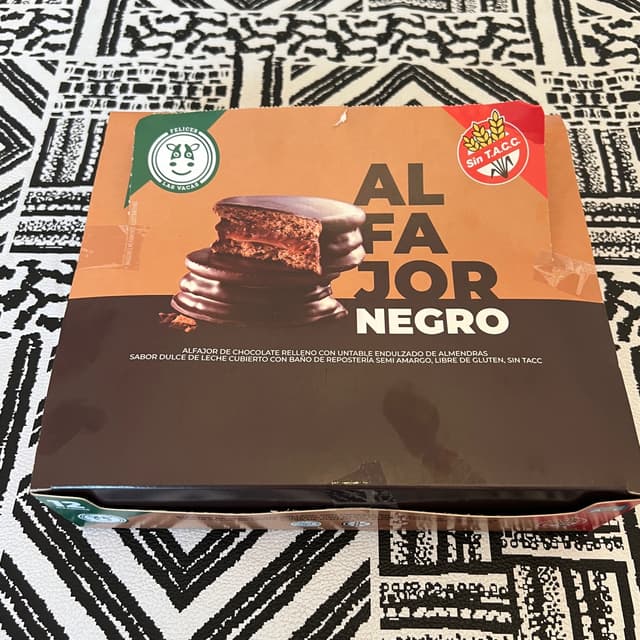 FELICES
LAS VACAS
Sin T.A.C.C.
AL
FA
JOR
NEGRO
ALFAJOR DE CHOCOLATE RELLENO CON UNTABLE ENDULZADO DE ALMENDRAS
SABOR DULCE DE LECHE CUBIERTO CON BAÑO DE REPOSTERÍA SEMI AMARGO, LIBRE DE GLUTEN, SIN TACC